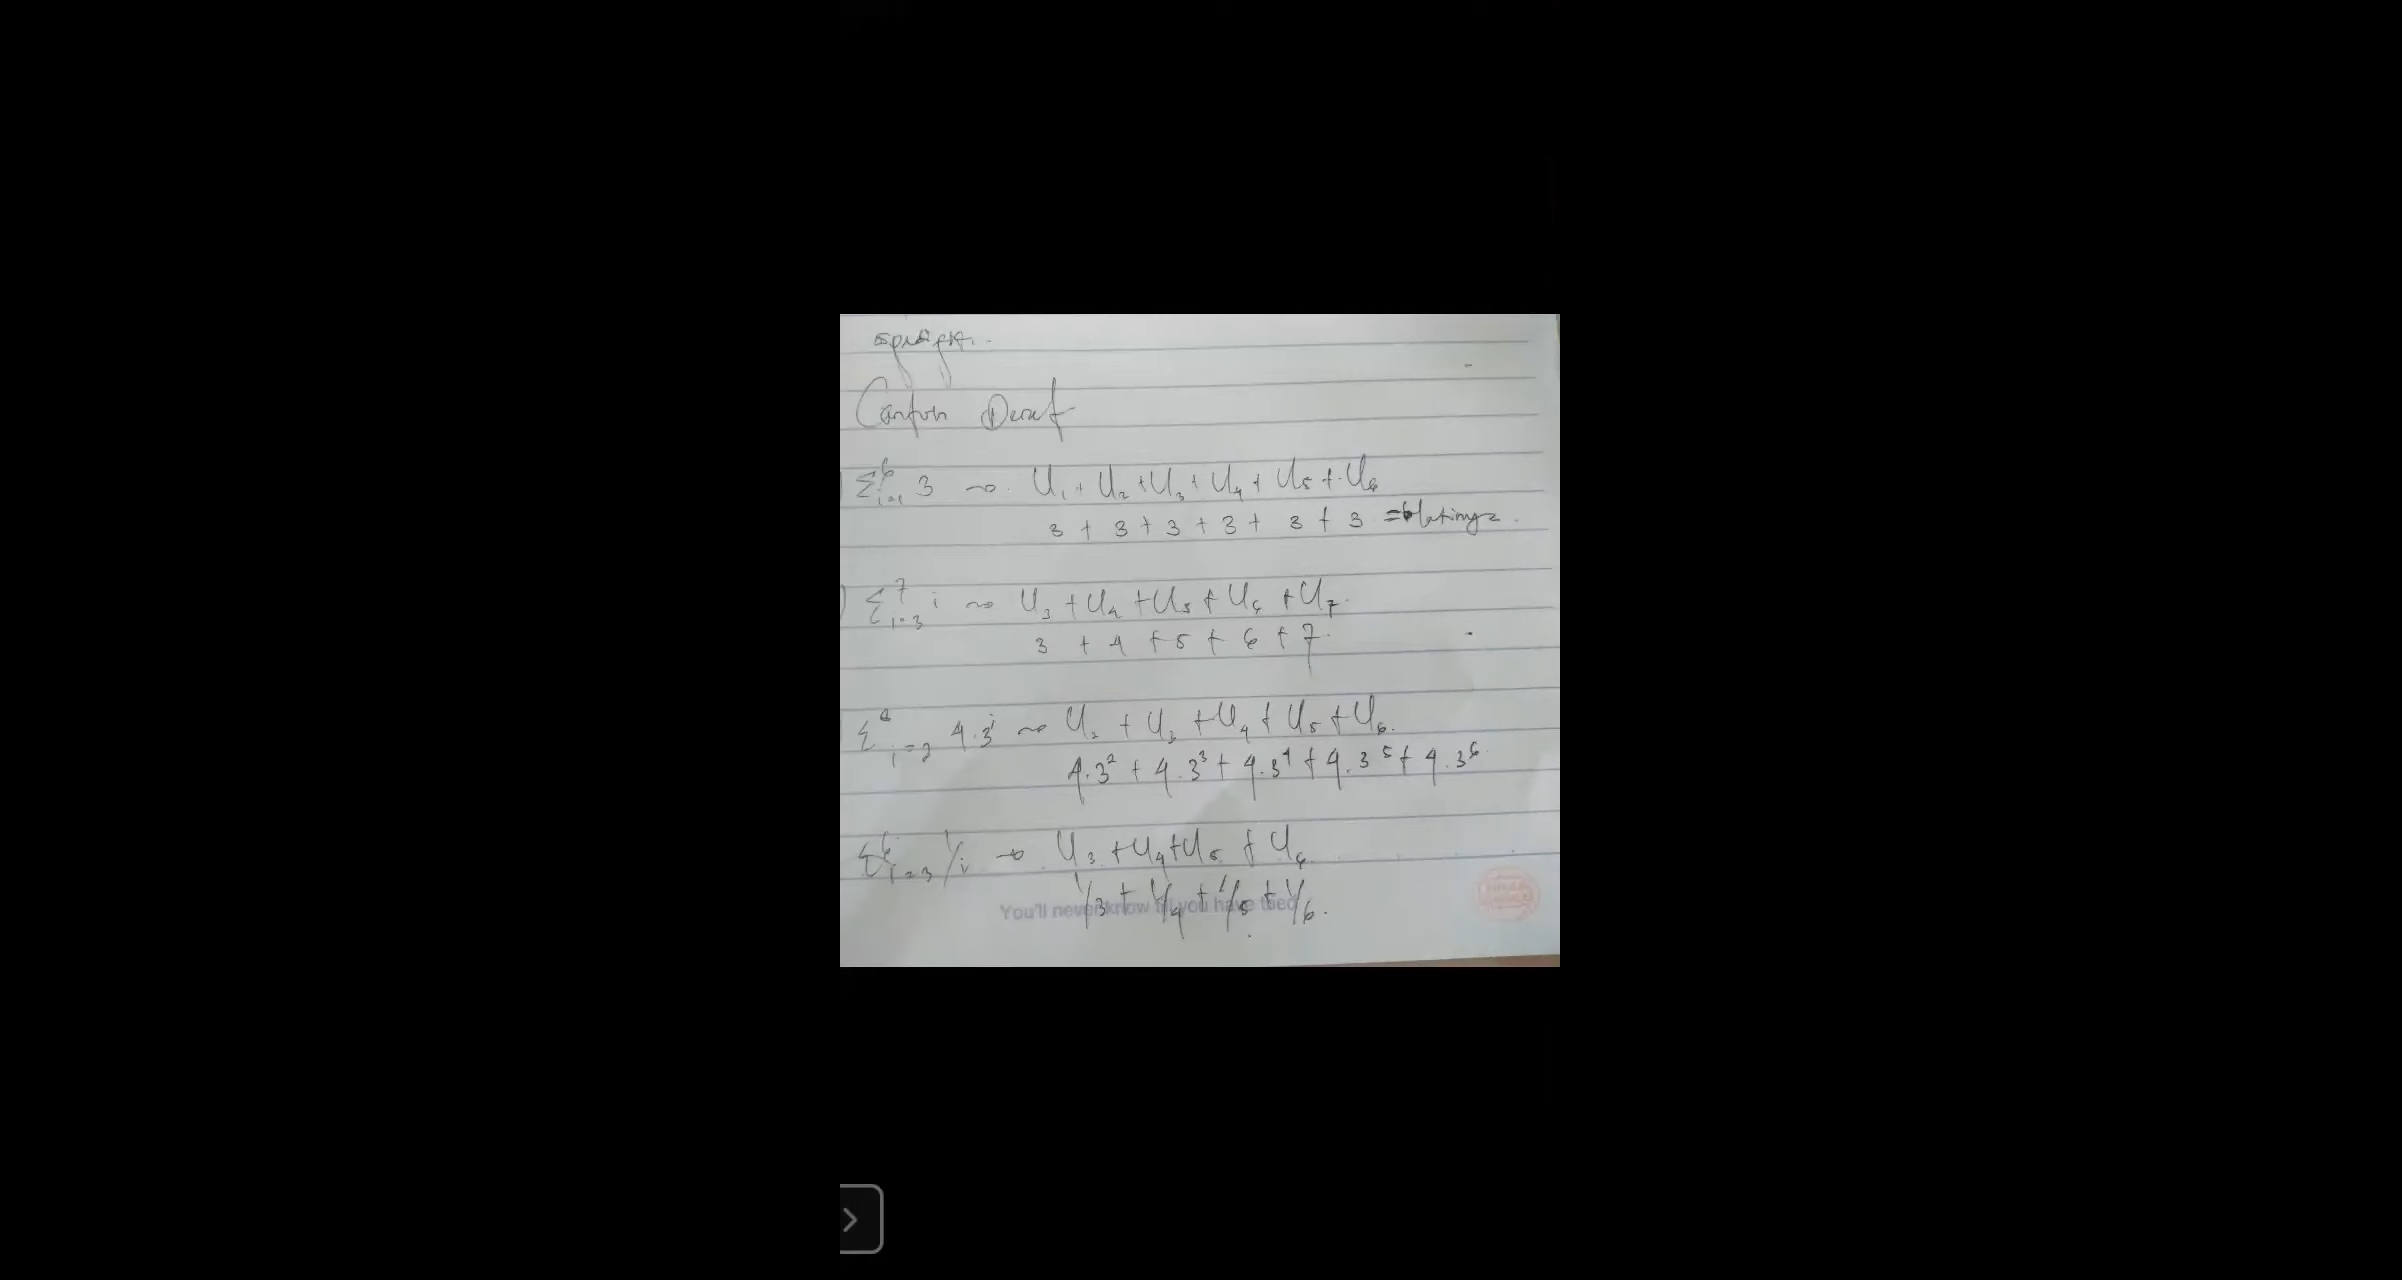 Contoh Deret
Σ⁶ᵢ₌₁ 3 → U₁ + U₂ + U₃ + U₄ + U₅ + U₆
3 + 3 + 3 + 3 + 3 + 3 =
Σ⁷ᵢ₌₃ i → U₃ + U₄ + U₅ + U₆ + U₇.
3 + 4 + 5 + 6 + 7.
Σ⁶ᵢ₌₂ 4.3ⁱ → U₂ + U₃ + U₄ + U₅ + U₆.
4.3² + 4.3³ + 4.3⁴ + 4.3⁵ + 4.3⁶
Σ⁶ᵢ₌₃ 1/i → U₃ + U₄ + U₅ + U₆
1/3 + 1/4 + 1/5 + 1/6.
You'll never know til you have tried